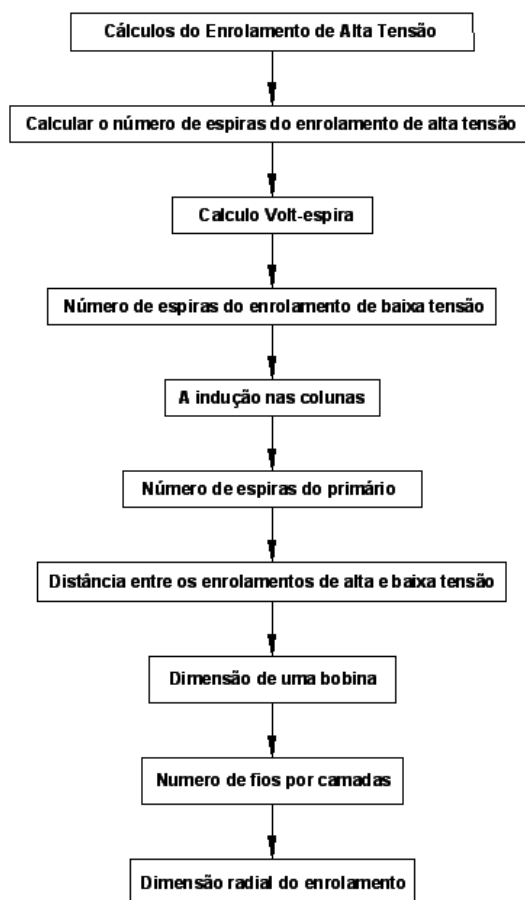 Cálculos do Enrolamento de Alta Tensão
Calcular o número de espiras do enrolamento de alta tensão
Calculo Volt-espira
Número de espiras do enrolamento de baixa tensão
A indução nas colunas
Número de espiras do primário
Distância entre os enrolamentos de alta e baixa tensão
Dimensão de uma bobina
Numero de fios por camadas
Dimensão radial do enrolamento